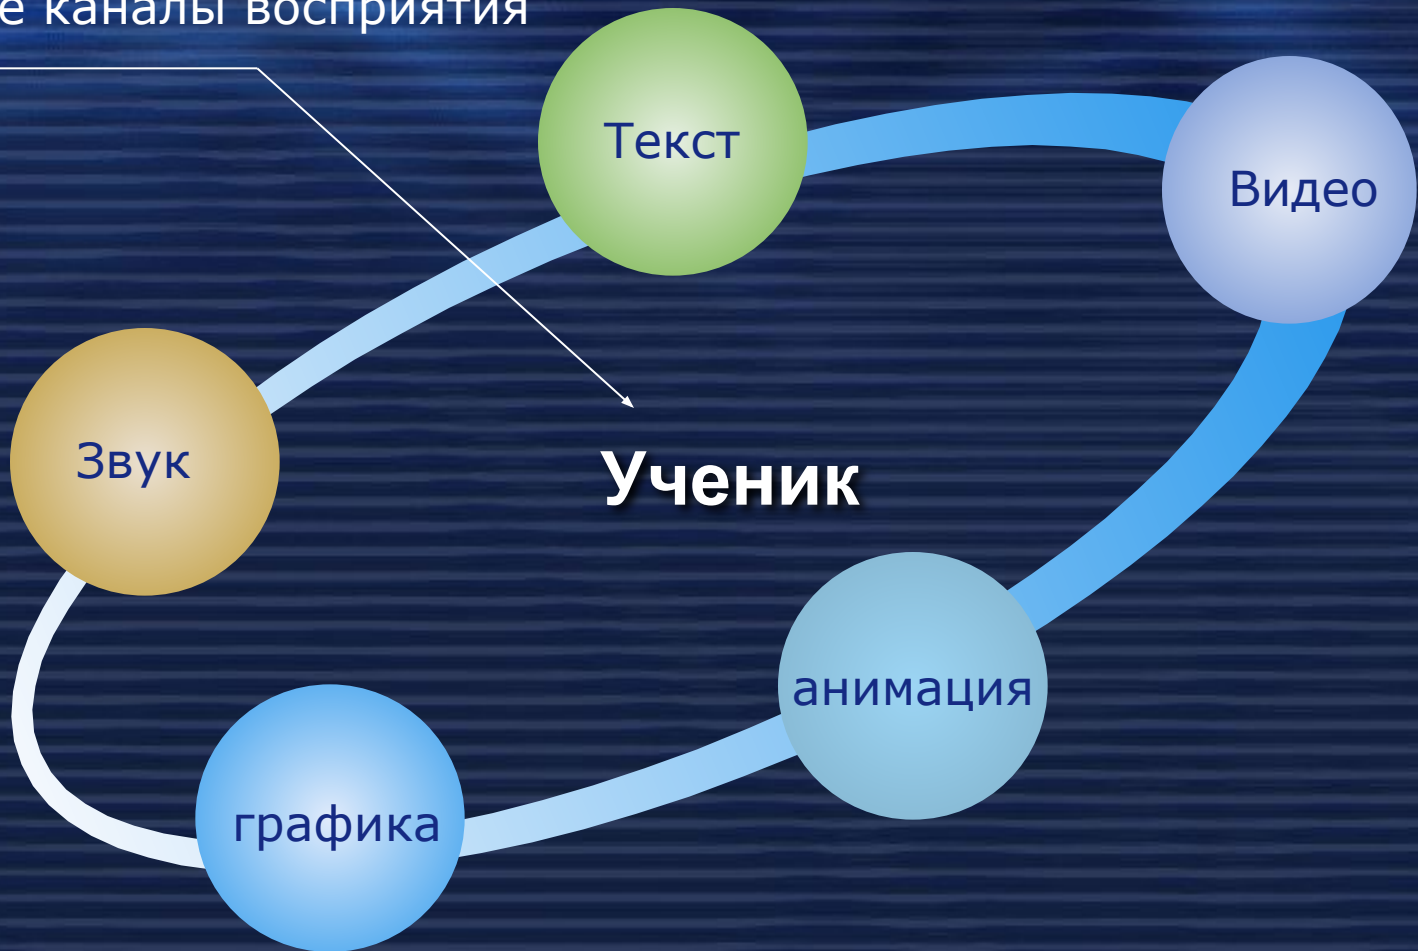 е каналы восприятия
Текст
Видео
Звук
Ученик
анимация
графика